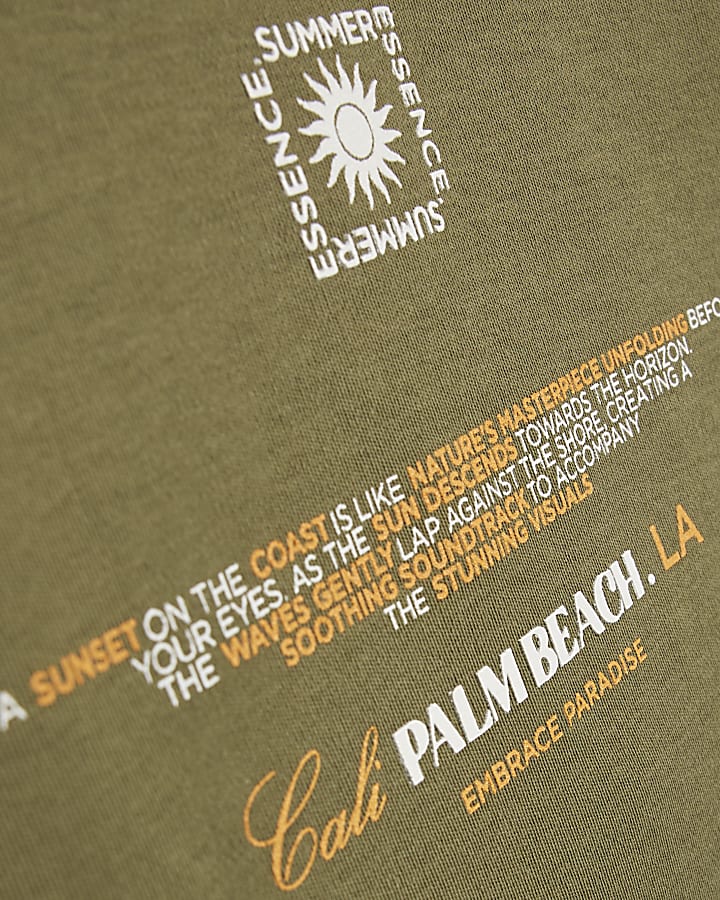 SUMMER
ESSENCE.
SUMMER
ESSENCE.
A SUNSET ON THE COAST IS LIKE NATURE'S MASTERPIECE UNFOLDING BEFO
YOUR EYES. AS THE SUN DESCENDS TOWARDS THE HORIZON.
THE WAVES GENTLY LAP AGAINST THE SHORE, CREATING A
SOOTHING SOUNDTRACK TO ACCOMPANY
THE STUNNING VISUALS
Cali PALM BEACH. LA
EMBRACE PARADISE